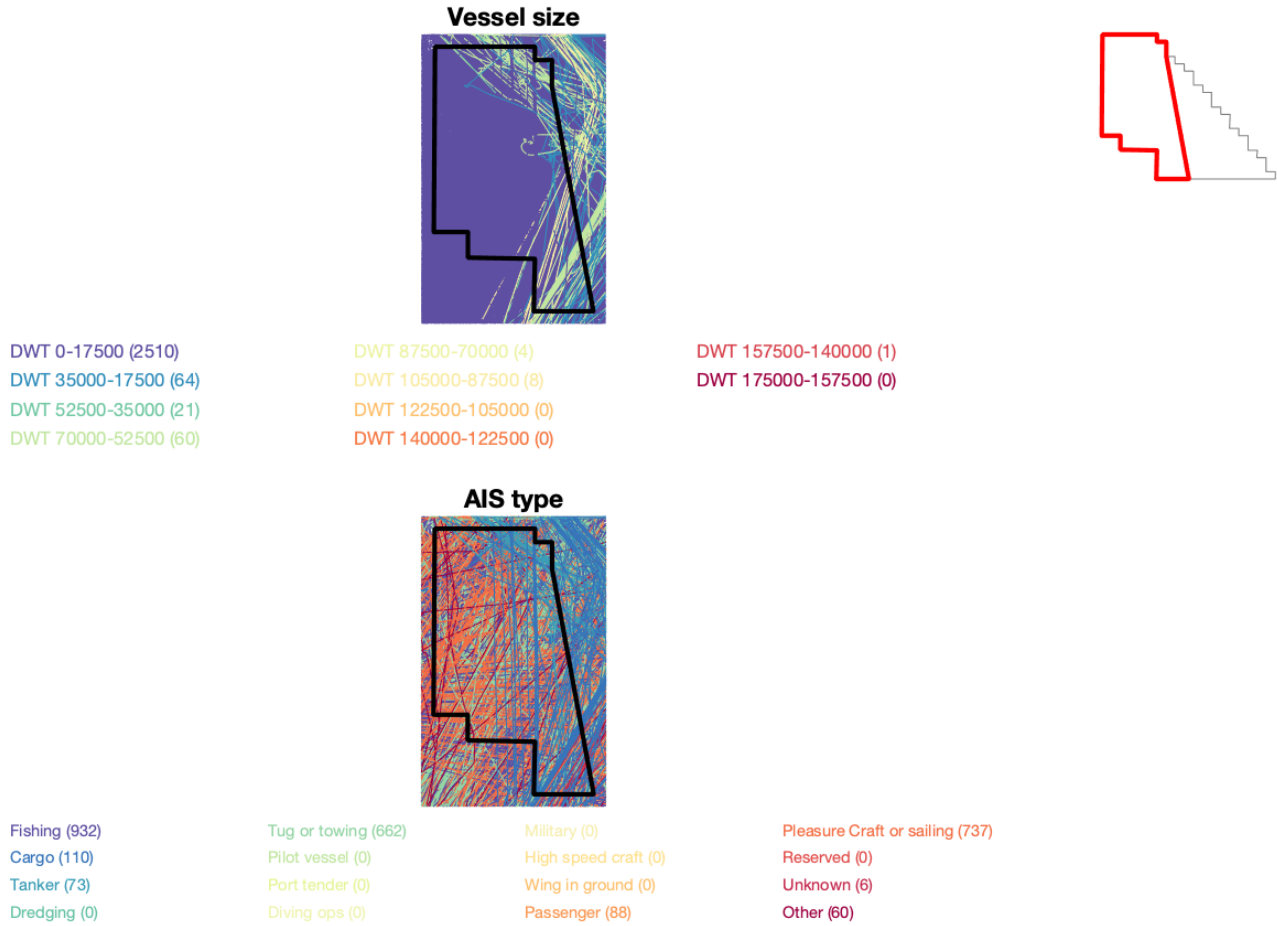 Vessel size
DWT 0-17500 (2510)
DWT 35000-17500 (64)
DWT 52500-35000 (21)
DWT 70000-52500 (60)
DWT 87500-70000 (4)
DWT 105000-87500 (8)
DWT 122500-105000 (0)
DWT 140000-122500 (0)
DWT 157500-140000 (1)
DWT 175000-157500 (0)
AIS type
Fishing (932)
Cargo (110)
Tanker (73)
Dredging (0)
Tug or towing (662)
Pilot vessel (0)
Port tender (0)
Diving ops (0)
Military (0)
High speed craft (0)
Wing in ground (0)
Passenger (88)
Pleasure Craft or sailing (737)
Reserved (0)
Unknown (6)
Other (60)